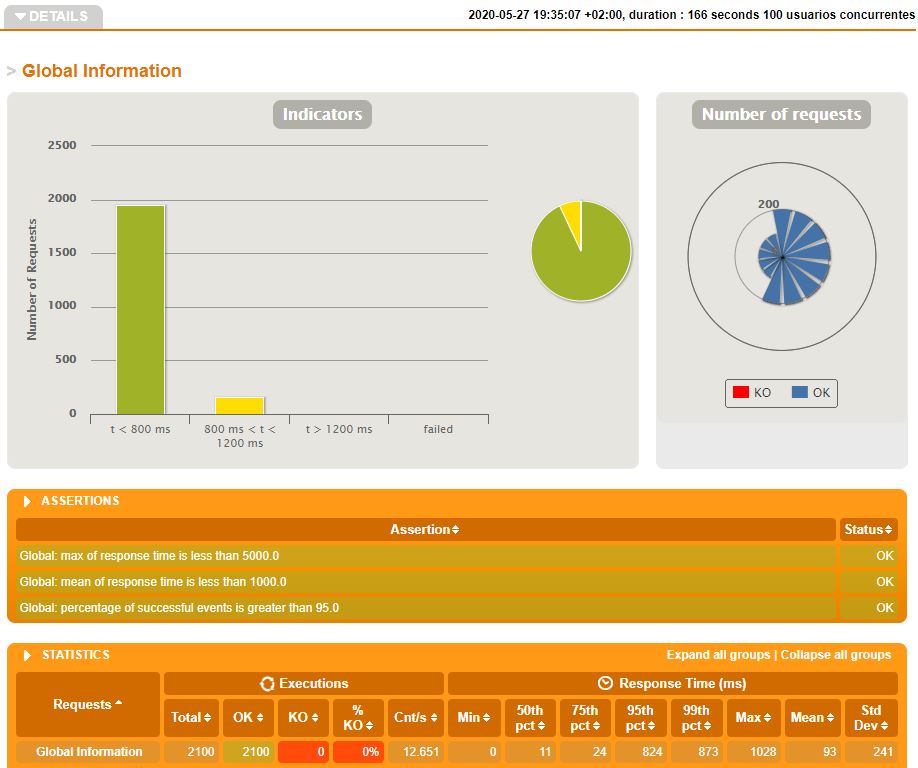 DETAILS
2020-05-27 19:35:07 +02:00, duration : 166 seconds 100 usuarios concurrentes
> Global Information
Indicators
Number of requests
2500
2000
1500
1000
500
0
Number of Requests
t < 800 ms
800 ms < t <
1200 ms
t > 1200 ms
failed
200
KO
OK
ASSERTIONS
Assertion
Status
Global: max of response time is less than 5000.0
OK
Global: mean of response time is less than 1000.0
OK
Global: percentage of successful events is greater than 95.0
OK
STATISTICS
Expand all groups | Collapse all groups
Requests
Executions
Response Time (ms)
Total
OK
KO
%
KO
Cnt/s
Min
50th
pct
75th
pct
95th
pct
99th
pct
Max
Mean
Std
Dev
Global Information 2100 2100 0 0% 12.651 0 11 24 824 873 1028 93 241